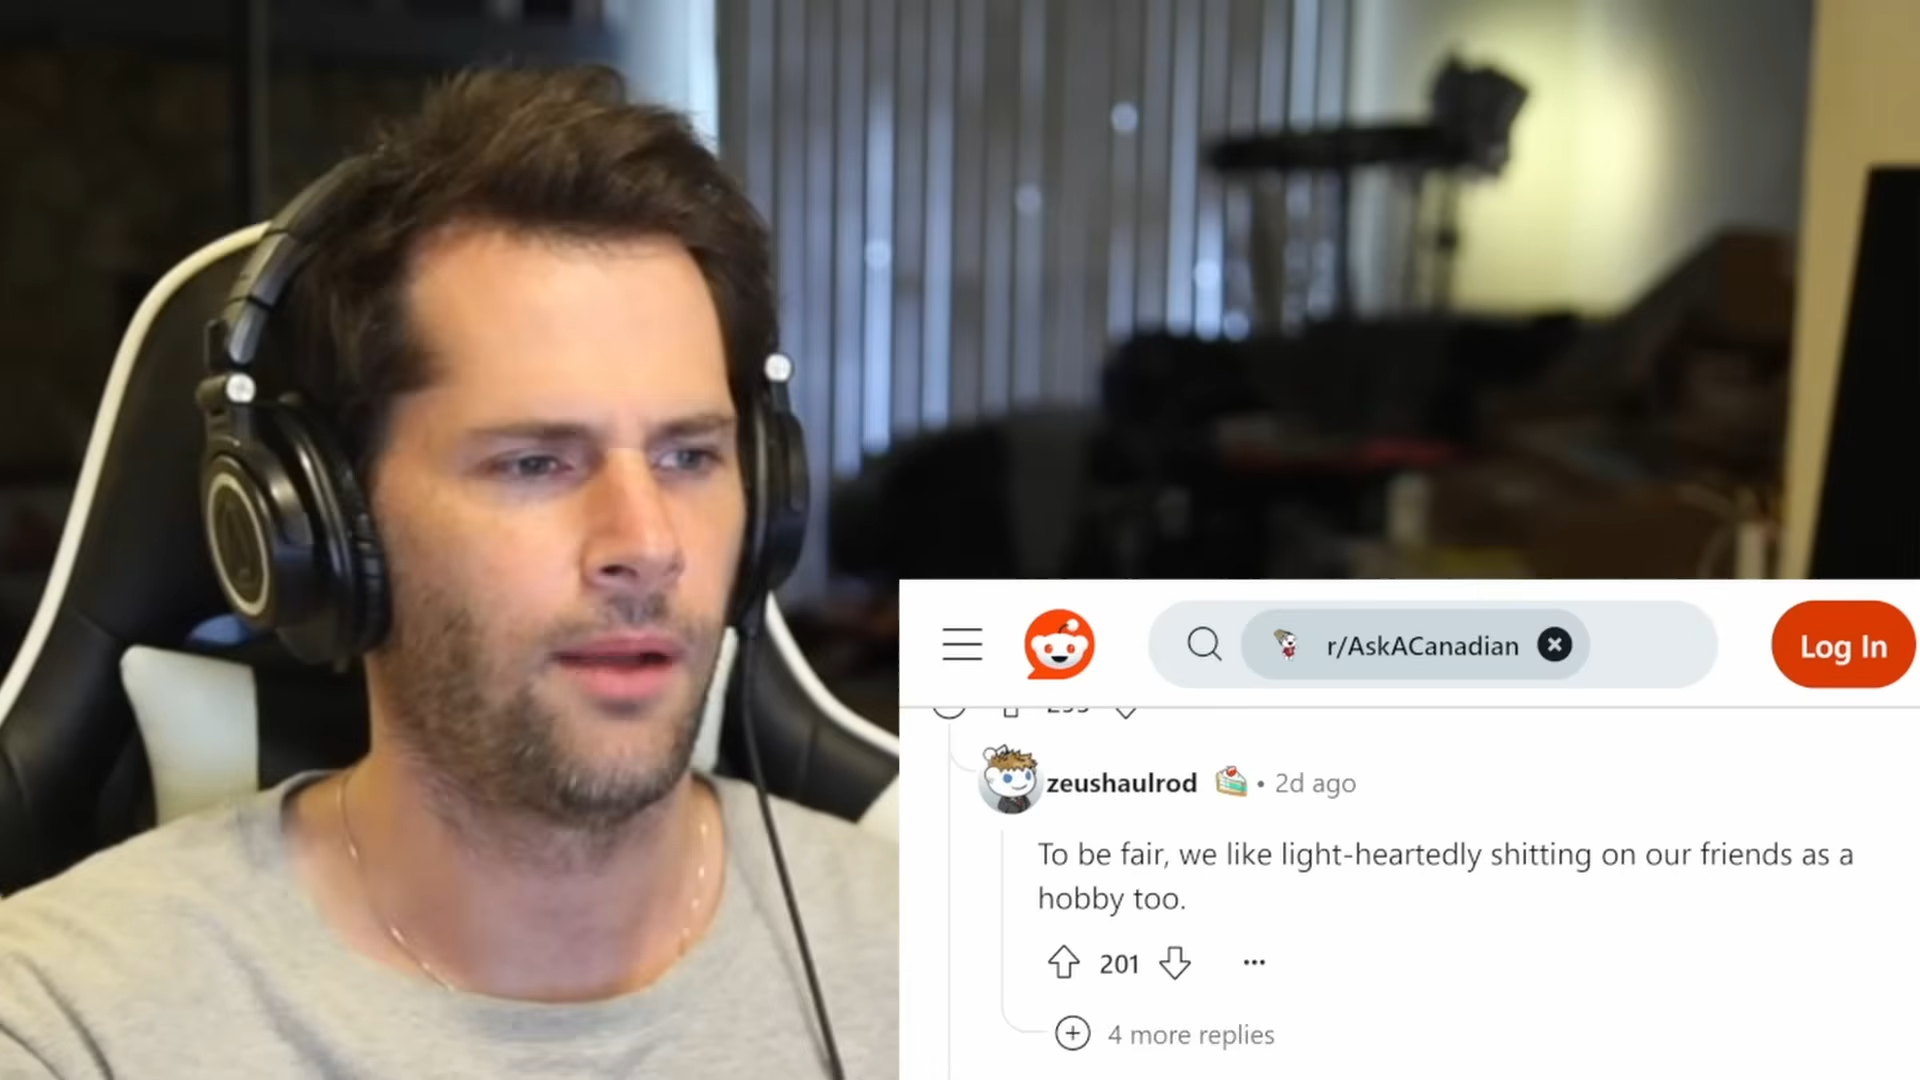 r/AskACanadian
Log In
zeushaulrod • 2d ago
To be fair, we like light-heartedly shitting on our friends as a
hobby too.
201
4 more replies